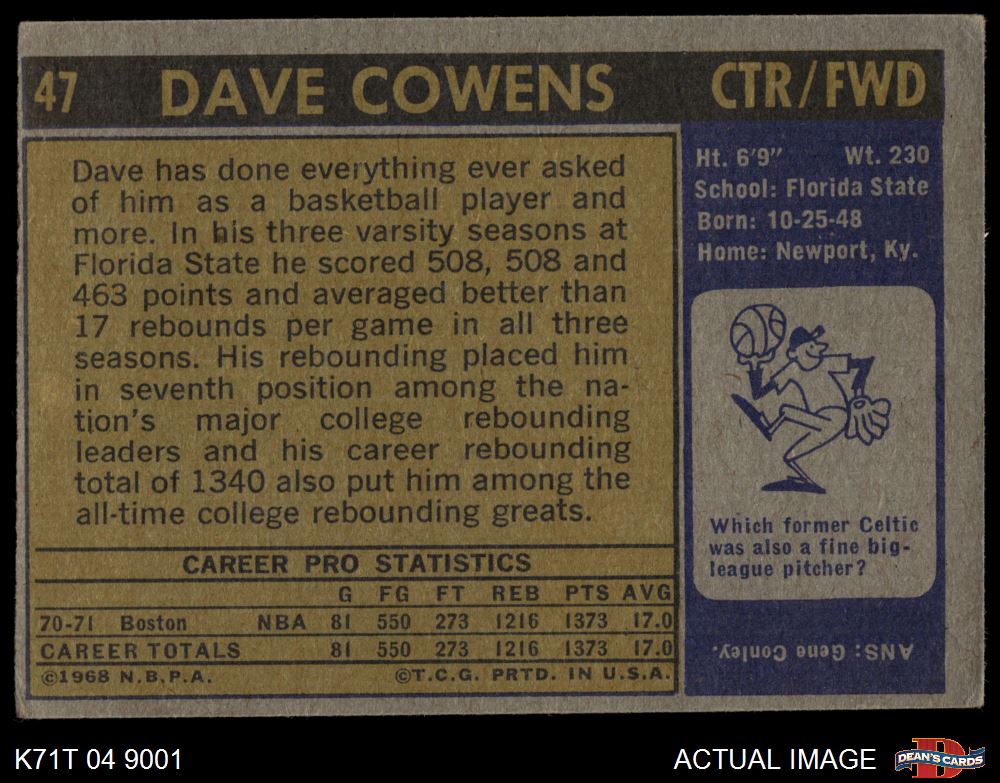 47 DAVE COWENS CTR/FWD
Dave has done everything ever asked
of him as a basketball player and
more. In his three varsity seasons at
Florida State he scored 508, 508 and
463 points and averaged better than
17 rebounds per game in all three
seasons. His rebounding placed him
in seventh position among the na-
tion's major college rebounding
leaders and his career rebounding
total of 1340 also put him among the
all-time college rebounding greats.
CAREER PRO STATISTICS
G FG FT REB PTS AVG
70-71 Boston NBA 81 550 273 1216 1373 17.0
CAREER TOTALS 81 550 273 1216 1373 17.0
©1968 N.B.P.A. ©T.C.G. PRTD. IN U.S.A.
Ht. 6'9" Wt. 230
School: Florida State
Born: 10-25-48
Home: Newport, Ky.
Which former Celtic
was also a fine big-
league pitcher?
ANS: Gene Conley.
K71T 04 9001 ACTUAL IMAGE
D
DEAN'S CARDS